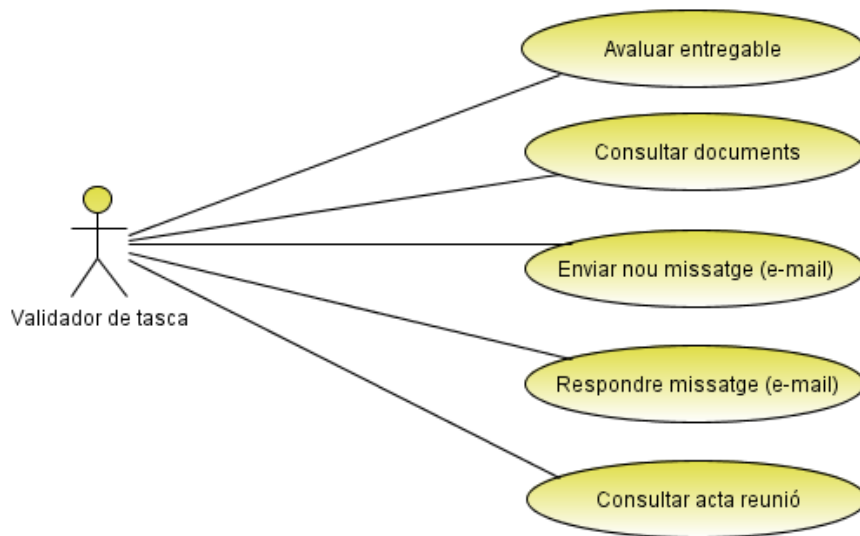 Avaluar entregable
Consultar documents
Enviar nou missatge (e-mail)
Validador de tasca
Respondre missatge (e-mail)
Consultar acta reunió